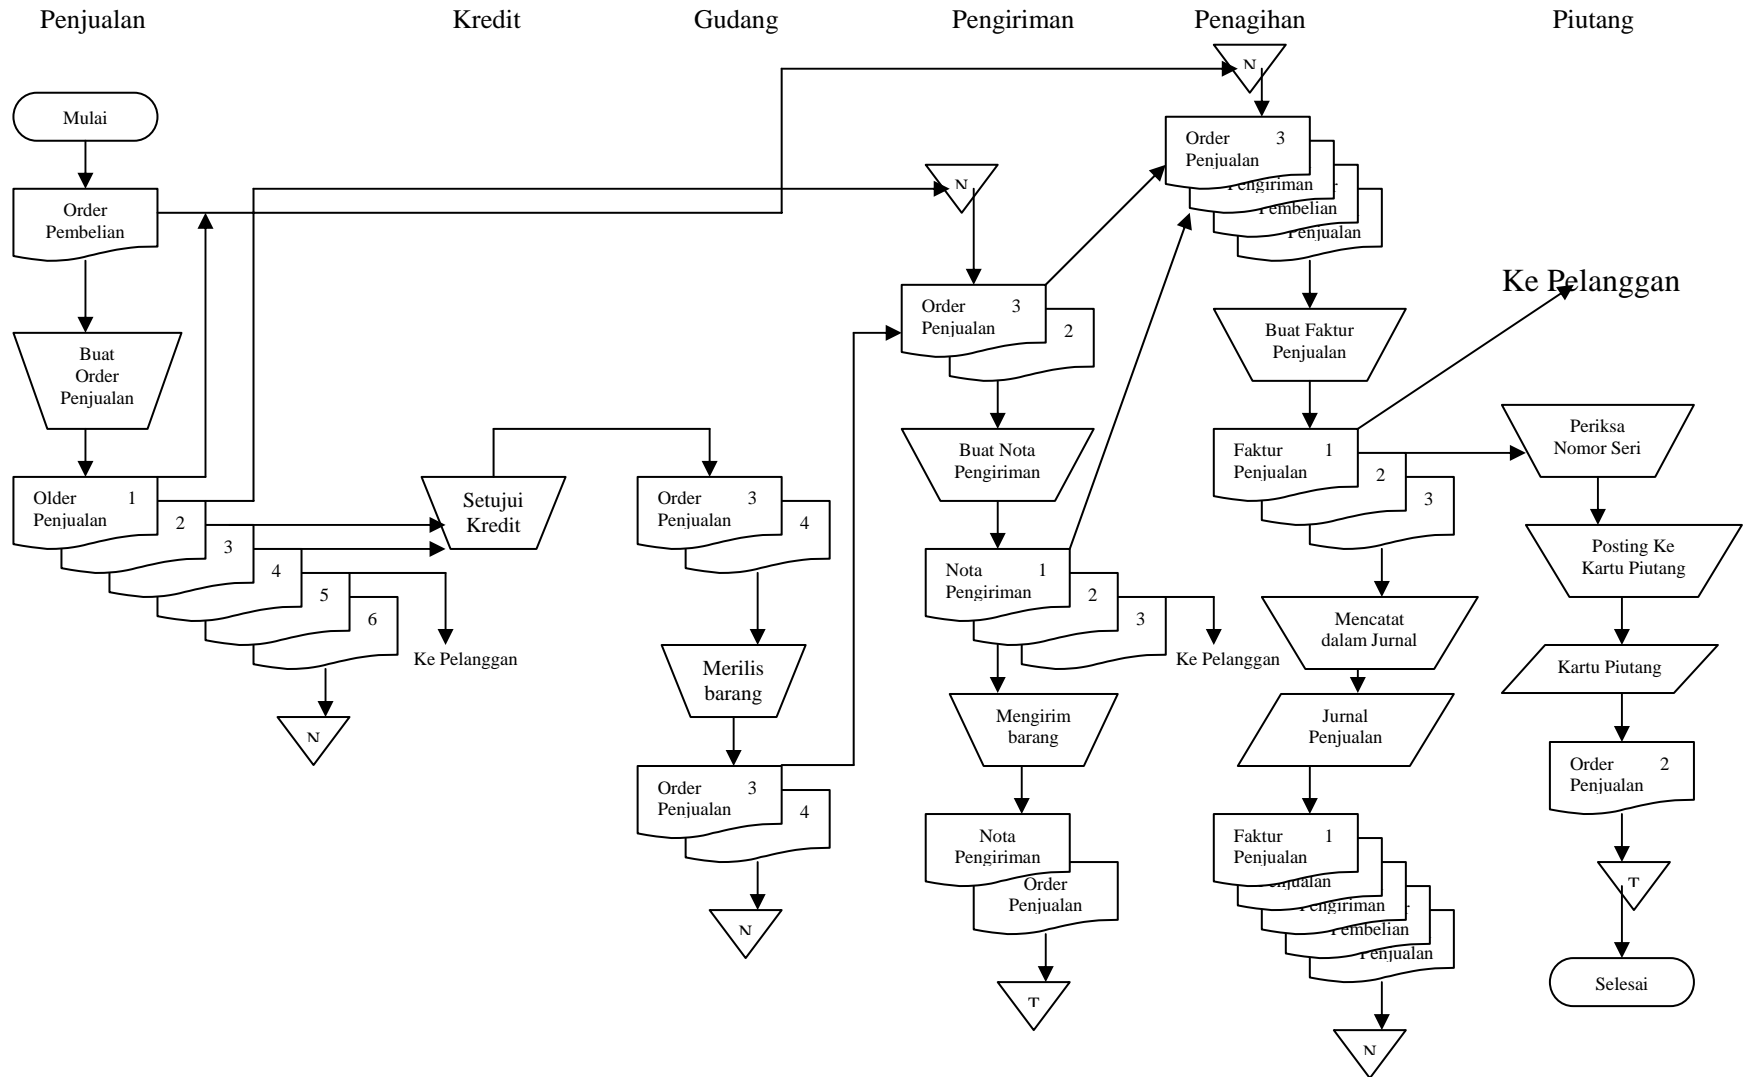 Penjualan
Kredit
Gudang
Pengiriman
Penagihan
Piutang
Mulai
Order
Pembelian
Buat
Order
Penjualan
Older 1
Penjualan
2
3
4
5
6
Ke Pelanggan
N
Setujui
Kredit
Order 3
Penjualan
4
Merilis
barang
Order 3
Penjualan
4
N
N
Order 3
Penjualan
2
Buat Nota
Pengiriman
Nota 1
Pengiriman
2
3
Ke Pelanggan
Mengirim
barang
Nota
Pengiriman
Order
Penjualan
T
N
Order 3
Penjualan
Pengiriman
Pembelian
Penjualan
Buat Faktur
Penjualan
Ke Pelanggan
Faktur 1
Penjualan
2
3
Mencatat
dalam Jurnal
Jurnal
Penjualan
Faktur 1
Penjualan
Penjualan
Pengiriman
Pembelian
Penjualan
N
Periksa
Nomor Seri
Posting Ke
Kartu Piutang
Kartu Piutang
Order 2
Penjualan
T
Selesai